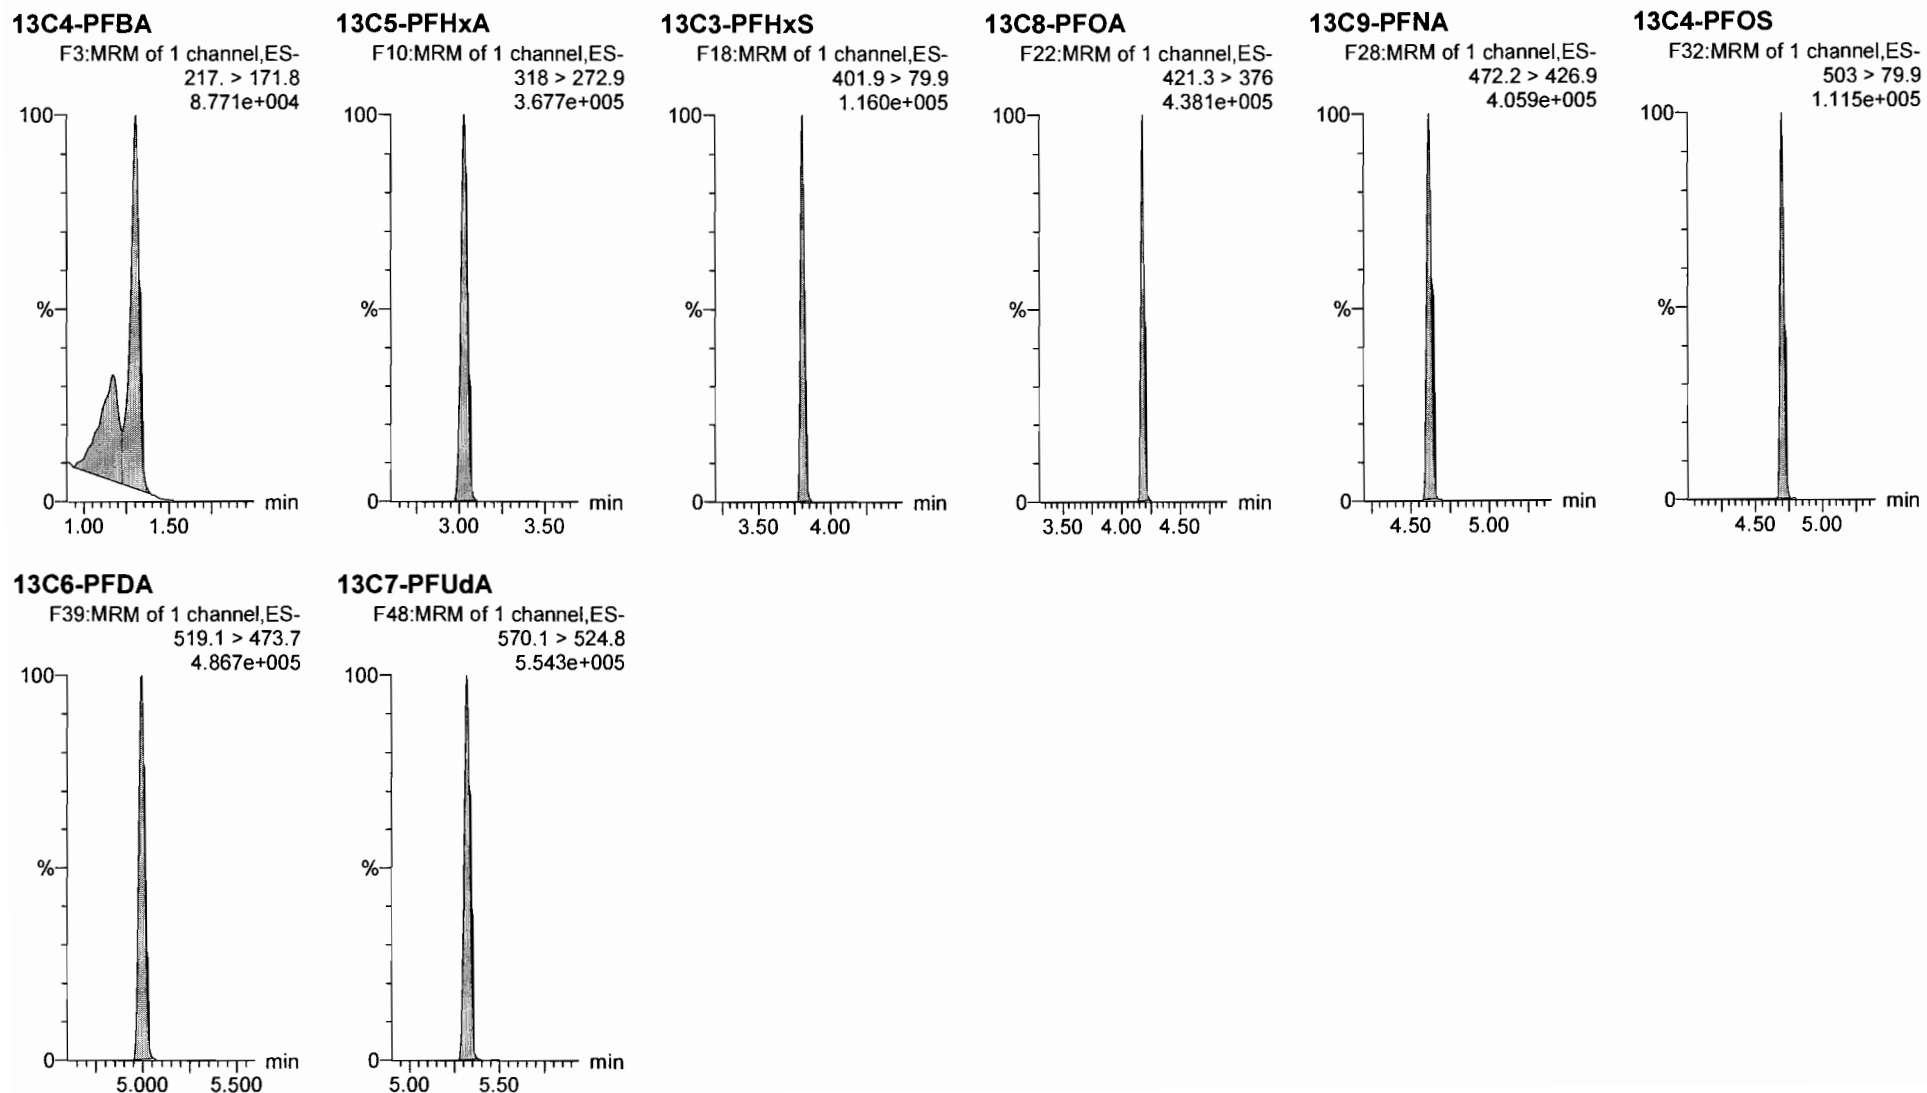 13C4-PFBA
F3:MRM of 1 channel,ES-
217. > 171.8
8.771e+004
100
%
0
min
1.00 1.50
13C5-PFHxA
F10:MRM of 1 channel,ES-
318 > 272.9
3.677e+005
100
%
0
min
3.00 3.50
13C3-PFHxS
F18:MRM of 1 channel,ES-
401.9 > 79.9
1.160e+005
100
%
0
min
3.50 4.00
13C8-PFOA
F22:MRM of 1 channel,ES-
421.3 > 376
4.381e+005
100
%
0
min
3.50 4.00 4.50
13C9-PFNA
F28:MRM of 1 channel,ES-
472.2 > 426.9
4.059e+005
100
%
0
min
4.50 5.00
13C4-PFOS
F32:MRM of 1 channel,ES-
503 > 79.9
1.115e+005
100
%
0
min
4.50 5.00
13C6-PFDA
F39:MRM of 1 channel,ES-
519.1 > 473.7
4.867e+005
100
%
0
min
5.000 5.500
13C7-PFUdA
F48:MRM of 1 channel,ES-
570.1 > 524.8
5.543e+005
100
%
0
min
5.00 5.50